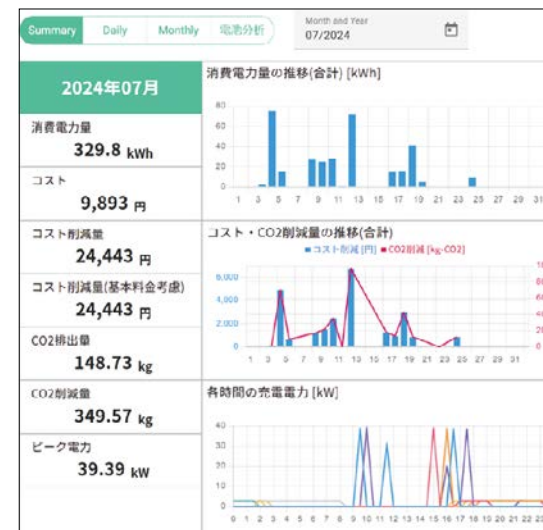 Summary Daily Monthly 電池分析
Month and Year
07/2024
2024年07月
消費電力量
329.8 kWh
コスト
9,893 円
コスト削減量
24,443 円
コスト削減量(基本料金考慮)
24,443 円
CO2排出量
148.73 kg
CO2削減量
349.57 kg
ピーク電力
39.39 kW
消費電力量の推移(合計) [kWh]
80
60
40
20
0
1 3 5 7 9 11 13 15 17 19 21 23 25 27 29 31
コスト・CO2削減量の推移(合計)
コスト削減 [円] CO2削減 [kg-CO2]
6,000
4,000
2,000
0
1 3 5 7 9 11 13 15 17 19 21 23 25 27 29 31
各時間の充電電力 [kW]
40
30
20
10
0
0 1 2 3 4 5 6 7 8 9 10 11 12 13 14 15 16 17 18 19 20 21 22 23